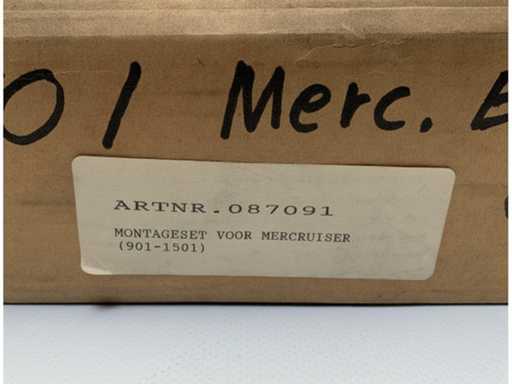 01 Merc.
ARTNR.087091
MONTAGESET VOOR MERCRUISER
(901-1501)